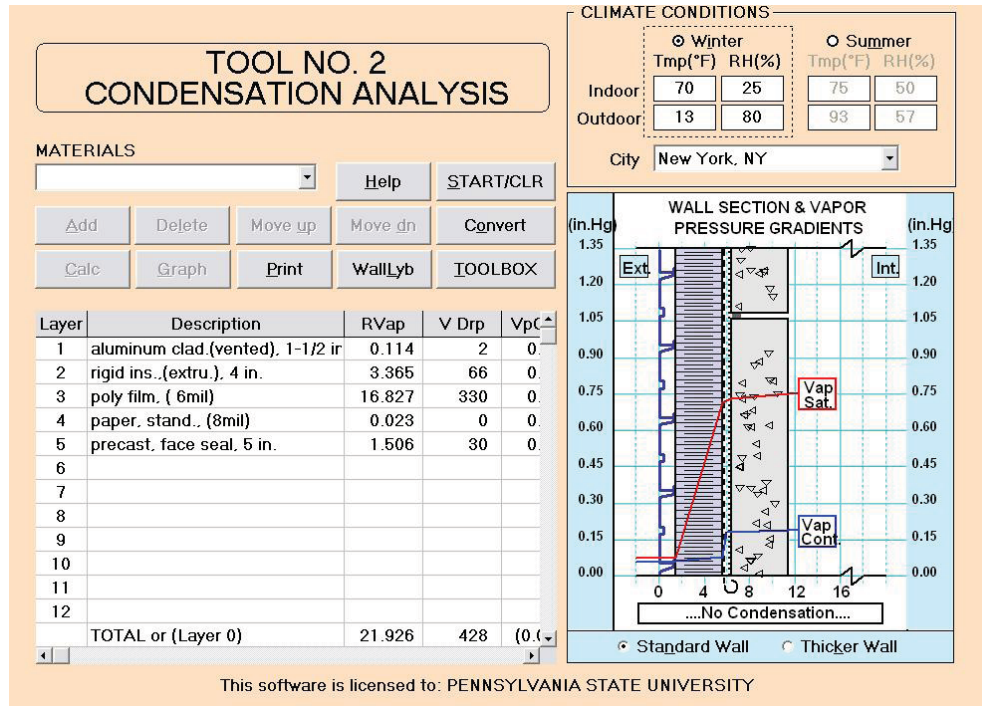 TOOL NO. 2
CONDENSATION ANALYSIS
CLIMATE CONDITIONS
Winter Summer
Tmp(°F) RH(%) Tmp(°F) RH(%)
Indoor 70 25 75 50
Outdoor 13 80 93 57
City New York, NY
MATERIALS
Help START/CLR
Add Delete Move up Move dn Convert
Calc Graph Print WallLyb TOOLBOX
Layer Description RVap V Drp Vp
1 aluminum clad.(vented), 1-1/2 ir 0.114 2 0.
2 rigid ins.,(extru.), 4 in. 3.365 66 0.
3 poly film, ( 6mil) 16.827 330 0.
4 paper, stand., (8mil) 0.023 0 0.
5 precast, face seal, 5 in. 1.506 30 0.
6
7
8
9
10
11
12
TOTAL or (Layer 0) 21.926 428 (0.
WALL SECTION & VAPOR
PRESSURE GRADIENTS
(in.Hg) (in.Hg)
1.35 1.35
Ext. Int.
1.20 1.20
1.05 1.05
0.90 0.90
0.75 0.75
Vap
Sat.
0.60 0.60
0.45 0.45
0.30 0.30
Vap
Cont.
0.15 0.15
0.00 0.00
0 4 8 12 16
....No Condensation....
Standard Wall Thicker Wall
This software is licensed to: PENNSYLVANIA STATE UNIVERSITY